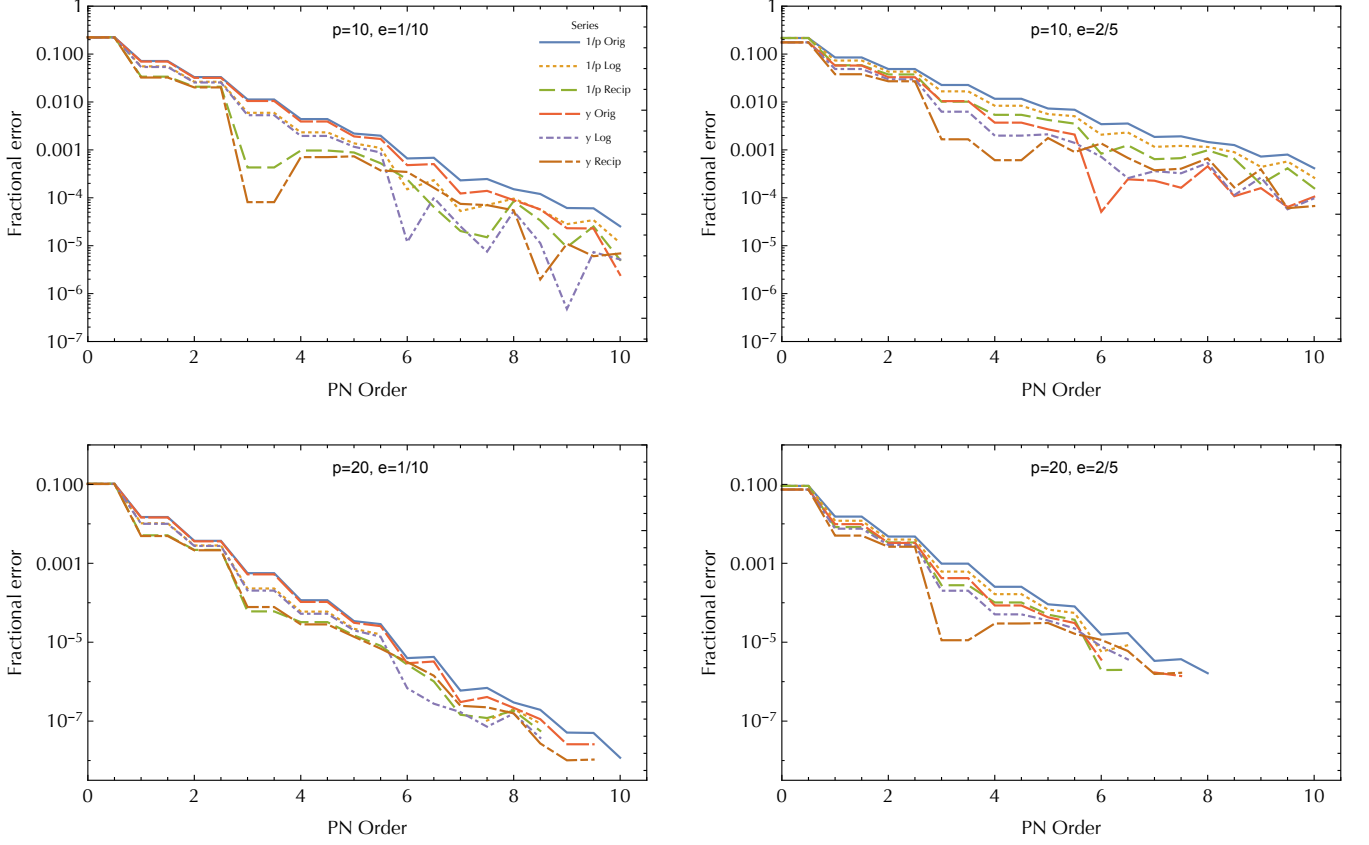 p=10, e=1/10
Series
1/p Orig
1/p Log
1/p Recip
y Orig
y Log
y Recip
Fractional error
1
0.100
0.010
0.001
10⁻⁴
10⁻⁵
10⁻⁶
10⁻⁷
0 2 4 6 8 10
PN Order
p=10, e=2/5
Fractional error
1
0.100
0.010
0.001
10⁻⁴
10⁻⁵
10⁻⁶
10⁻⁷
0 2 4 6 8 10
PN Order
p=20, e=1/10
Fractional error
0.100
0.001
10⁻⁵
10⁻⁷
0 2 4 6 8 10
PN Order
p=20, e=2/5
Fractional error
0.100
0.001
10⁻⁵
10⁻⁷
0 2 4 6 8 10
PN Order